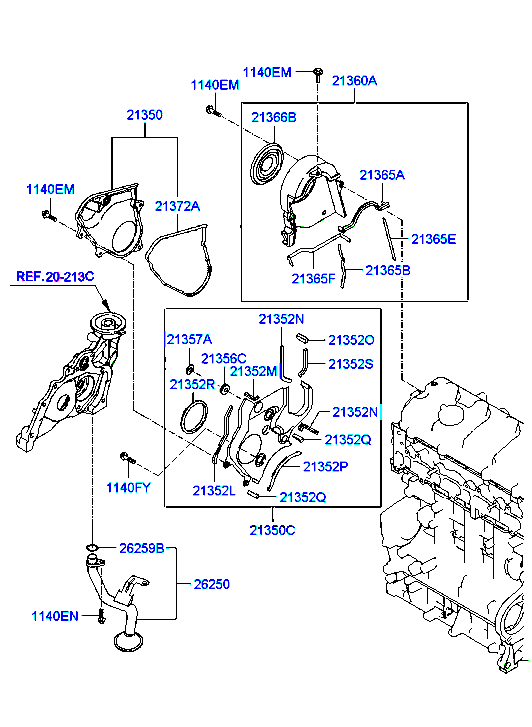 1140EM
21360A
1140EM
21350
21366B
21365A
1140EM
21372A
21365E
21365B
21365F
REF.20-213C
21352N
21357A
21352O
21356C
21352S
21352M
21352R
21352N
21352Q
21352P
1140FY
21352L
21352Q
21350C
26259B
26250
1140EN